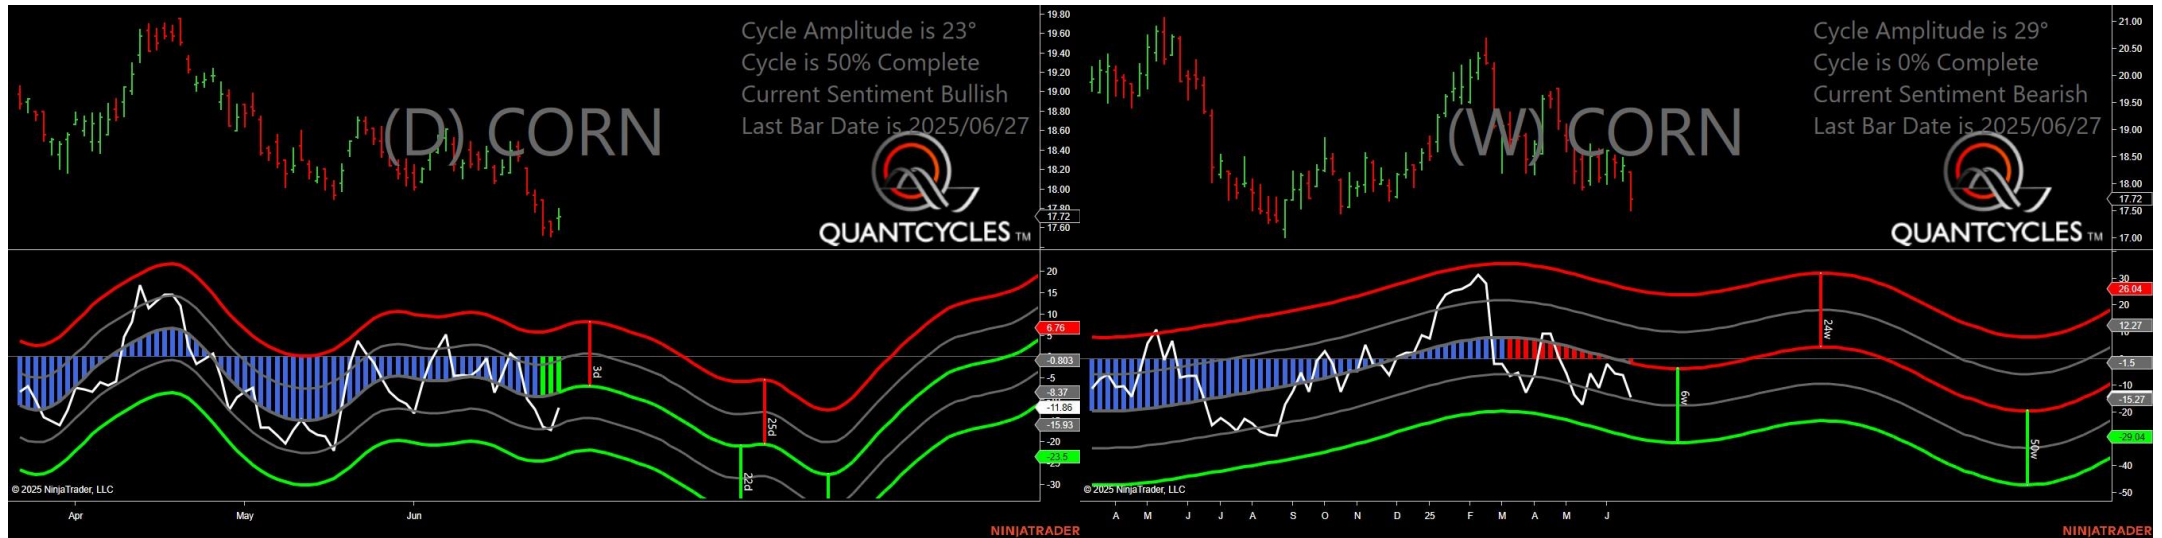 Cycle Amplitude is 23°
Cycle is 50% Complete
Current Sentiment Bullish
Last Bar Date is 2025/06/27
(D) CORN
QUANTCYCLES TM
19.80
19.60
19.40
19.20
19.00
18.80
18.60
18.40
18.20
18.00
17.80
17.72
17.60
20
15
10
6.76
-0.803
-5
-8.37
-11.86
-15.93
-20
-23.5
-30
3d
25d
22d
© 2025 NinjaTrader, LLC
Apr May Jun
NINJATRADER
Cycle Amplitude is 29°
Cycle is 0% Complete
Current Sentiment Bearish
Last Bar Date is 2025/06/27
(W) CORN
QUANTCYCLES TM
21.00
20.50
20.00
19.50
19.00
18.50
18.00
17.72
17.50
17.00
30
26.04
20
12.27
-1.5
-10
-15.27
-20
-29.04
-40
-50
24w
6w
50w
© 2025 NinjaTrader, LLC
A M J J A S O N D 25 F M A M J
NINJATRADER